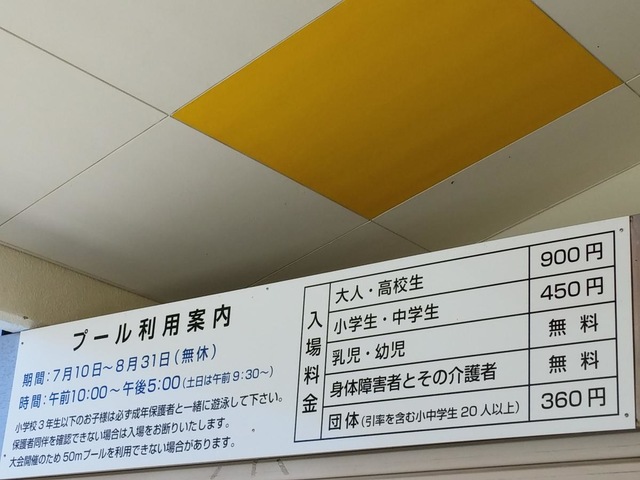 プール利用案内
期間:7月10日〜8月31日(無休)
時間:午前10:00〜午後5:00(土日は午前9:30〜)
小学校3年生以下のお子様は必ず成年保護者と一緒に遊泳して下さい。
保護者同伴を確認できない場合は入場をお断りいたします。
大会開催のため50mプールを利用できない場合があります。
入場料金
大人・高校生 900円
小学生・中学生 450円
乳児・幼児 無料
身体障害者とその介護者 無料
団体(引率を含む小中学生20人以上) 360円